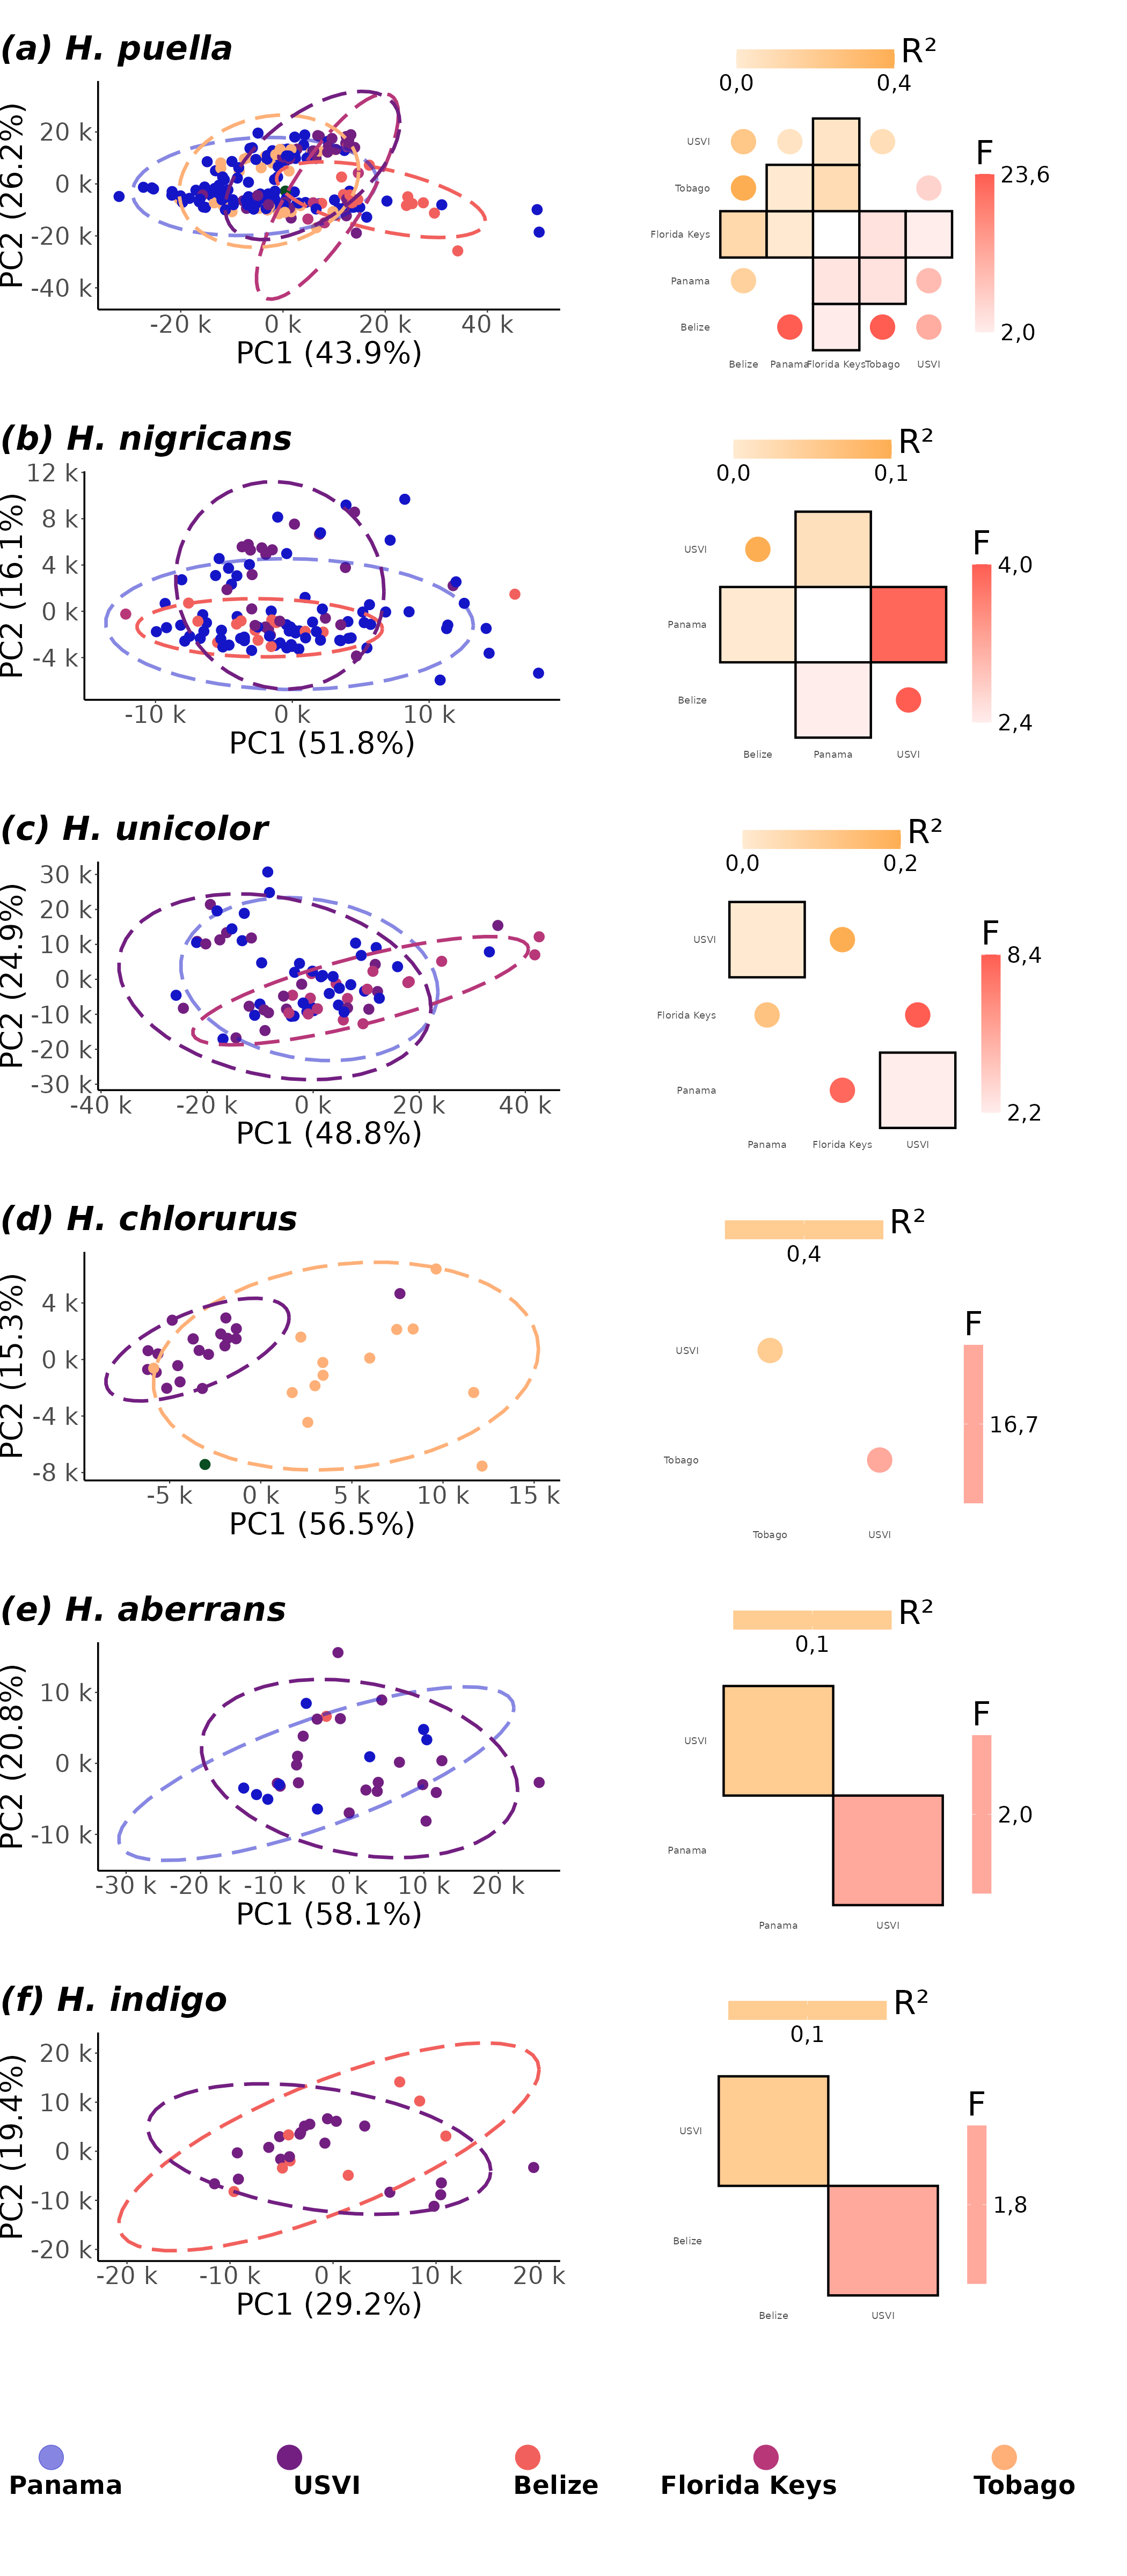 (a) H. puella
R²
0,0 0,4
PC2 (26.2%)
20 k
0 k
-20 k
-40 k
-20 k 0 k 20 k 40 k
PC1 (43.9%)
USVI
Tobago
Florida Keys
Panama
Belize
Belize Panama Florida Keys Tobago USVI
F
23,6
2,0
(b) H. nigricans
R²
0,0 0,1
PC2 (16.1%)
12 k
8 k
4 k
0 k
-4 k
-10 k 0 k 10 k
PC1 (51.8%)
USVI
Panama
Belize
Belize Panama USVI
F
4,0
2,4
(c) H. unicolor
R²
0,0 0,2
PC2 (24.9%)
30 k
20 k
10 k
0 k
-10 k
-20 k
-30 k
-40 k -20 k 0 k 20 k 40 k
PC1 (48.8%)
USVI
Florida Keys
Panama
Panama Florida Keys USVI
F
8,4
2,2
(d) H. chlorurus
R²
0,4
PC2 (15.3%)
4 k
0 k
-4 k
-8 k
-5 k 0 k 5 k 10 k 15 k
PC1 (56.5%)
USVI
Tobago
Tobago USVI
F
16,7
(e) H. aberrans
R²
0,1
PC2 (20.8%)
10 k
0 k
-10 k
-30 k -20 k -10 k 0 k 10 k 20 k
PC1 (58.1%)
USVI
Panama
Panama USVI
F
2,0
(f) H. indigo
R²
0,1
PC2 (19.4%)
20 k
10 k
0 k
-10 k
-20 k
-20 k -10 k 0 k 10 k 20 k
PC1 (29.2%)
USVI
Belize
Belize USVI
F
1,8
Panama USVI Belize Florida Keys Tobago